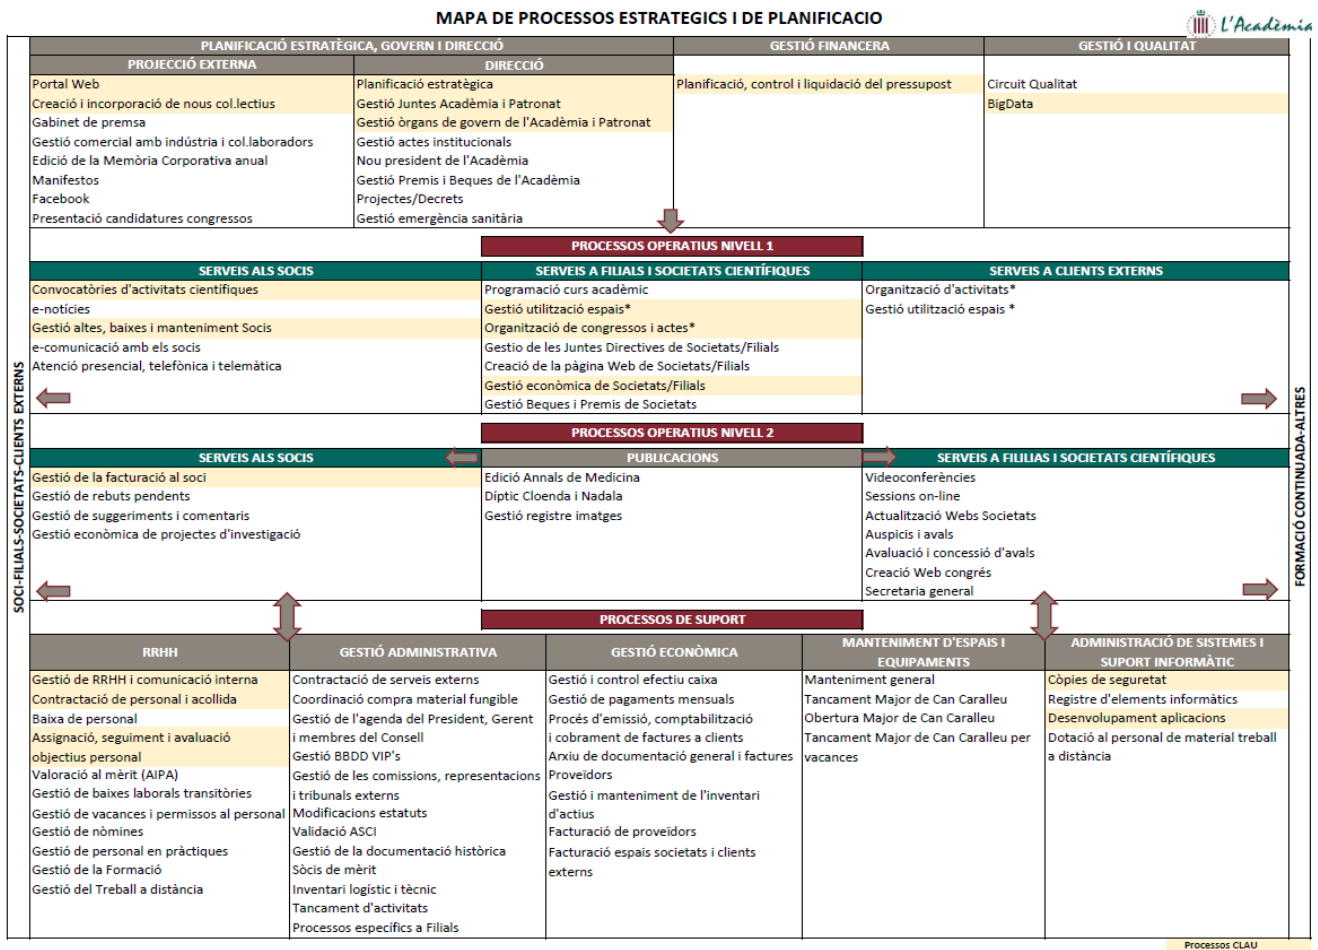 MAPA DE PROCESSOS ESTRATEGICS I DE PLANIFICACIO
L'Acadèmia
PLANIFICACIÓ ESTRATÈGICA, GOVERN I DIRECCIÓ
GESTIÓ FINANCERA
GESTIÓ I QUALITAT
PROJECCIÓ EXTERNA
DIRECCIÓ
Portal Web
Creació i incorporació de nous col.lectius
Gabinet de premsa
Gestió comercial amb indústria i col.laboradors
Edició de la Memòria Corporativa anual
Manifestos
Facebook
Presentació candidatures congressos
Planificació estratègica
Gestió Juntes Acadèmia i Patronat
Gestió òrgans de govern de l'Acadèmia i Patronat
Gestió actes institucionals
Nou president de l'Acadèmia
Gestió Premis i Beques de l'Acadèmia
Projectes/Decrets
Gestió emergència sanitària
Planificació, control i liquidació del pressupost
Circuit Qualitat
BigData
PROCESSOS OPERATIUS NIVELL 1
SERVEIS ALS SOCIS
Convocatòries d'activitats científiques
e-notícies
Gestió altes, baixes i manteniment Socis
e-comunicació amb els socis
Atenció presencial, telefònica i telemàtica
SERVEIS A FILIALS I SOCIETATS CIENTÍFIQUES
Programació curs acadèmic
Gestió utilització espais*
Organització de congressos i actes*
Gestio de les Juntes Directives de Societats/Filials
Creació de la pàgina Web de Societats/Filials
Gestió econòmica de Societats/Filials
Gestió Beques i Premis de Societats
SERVEIS A CLIENTS EXTERNS
Organització d'activitats*
Gestió utilització espais *
PROCESSOS OPERATIUS NIVELL 2
SERVEIS ALS SOCIS
Gestió de la facturació al soci
Gestió de rebuts pendents
Gestió de suggeriments i comentaris
Gestió econòmica de projectes d'investigació
PUBLICACIONS
Edició Annals de Medicina
Díptic Cloenda i Nadala
Gestió registre imatges
SERVEIS A FILILIAS I SOCIETATS CIENTÍFIQUES
Videoconferències
Sessions on-line
Actualització Webs Societats
Auspicis i avals
Avaluació i concessió d'avals
Creació Web congrés
Secretaria general
SOCI-FILIALS-SOCIETATS-CLIENTS EXTERNS
FORMACIÓ CONTINUADA-ALTRES
PROCESSOS DE SUPORT
RRHH
Gestió de RRHH i comunicació interna
Contractació de personal i acollida
Baixa de personal
Assignació, seguiment i avaluació
objectius personal
Valoració al mèrit (AIPA)
Gestió de baixes laborals transitòries
Gestió de vacances i permissos al personal
Gestió de nòmines
Gestió de personal en pràctiques
Gestió de la Formació
Gestió del Treball a distància
GESTIÓ ADMINISTRATIVA
Contractació de serveis externs
Coordinació compra material fungible
Gestió de l'agenda del President, Gerent
i membres del Consell
Gestió BBDD VIP's
Gestió de les comissions, representacions
i tribunals externs
Modificacions estatuts
Validació ASCI
Gestió de la documentació històrica
Sòcis de mèrit
Inventari logístic i tècnic
Tancament d'activitats
Processos específics a Filials
GESTIÓ ECONÒMICA
Gestió i control efectiu caixa
Gestió de pagaments mensuals
Procés d'emissió, comptabilització
i cobrament de factures a clients
Arxiu de documentació general i factures
Proveïdors
Gestió i manteniment de l'inventari
d'actius
Facturació de proveïdors
Facturació espais societats i clients
externs
MANTENIMENT D'ESPAIS I
EQUIPAMENTS
Manteniment general
Tancament Major de Can Caralleu
Obertura Major de Can Caralleu
Tancament Major de Can Caralleu per
vacances
ADMINISTRACIÓ DE SISTEMES I
SUPORT INFORMÀTIC
Còpies de seguretat
Registre d'elements informàtics
Desenvolupament aplicacions
Dotació al personal de material treball
a distància
Processos CLAU